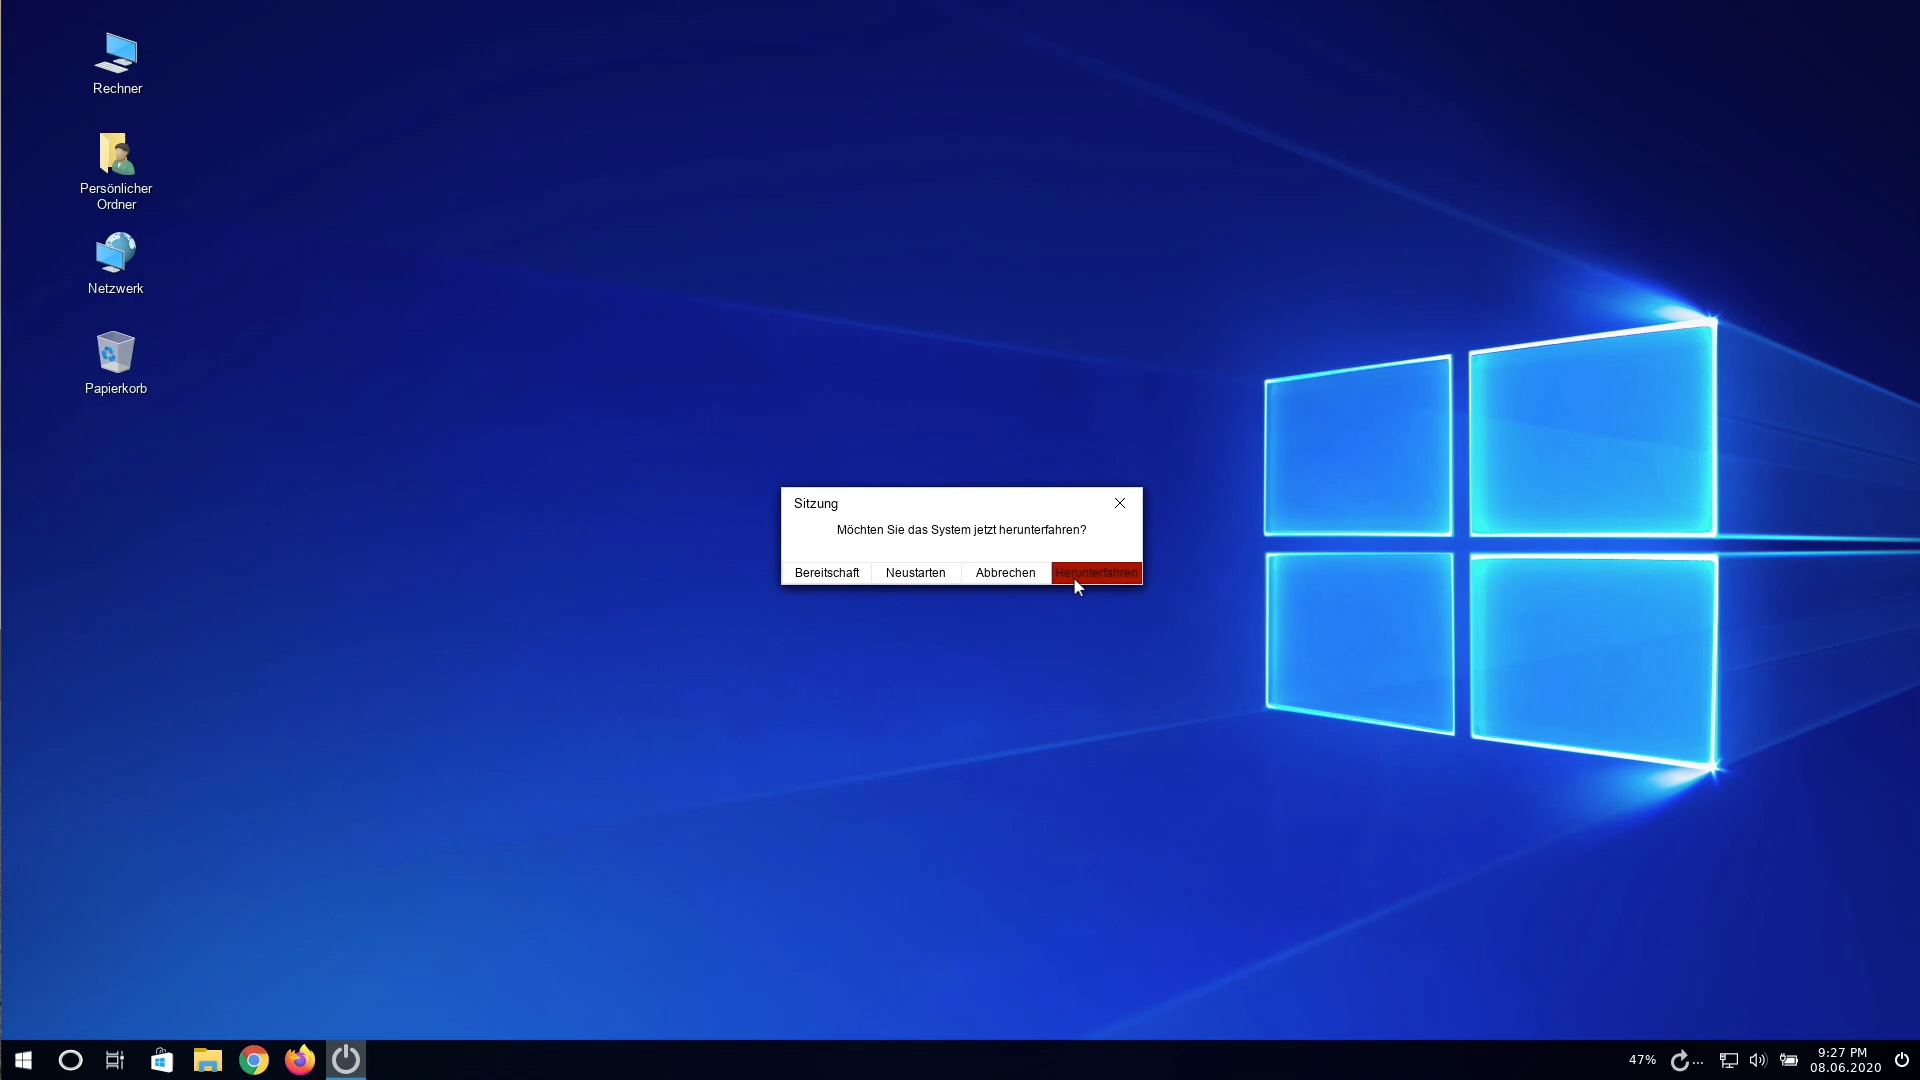 Rechner
Persönlicher
Ordner
Netzwerk
Papierkorb
Sitzung
Möchten Sie das System jetzt herunterfahren?
Bereitschaft Neustarten Abbrechen Herunterfahren
47% ... 9:27 PM
08.06.2020